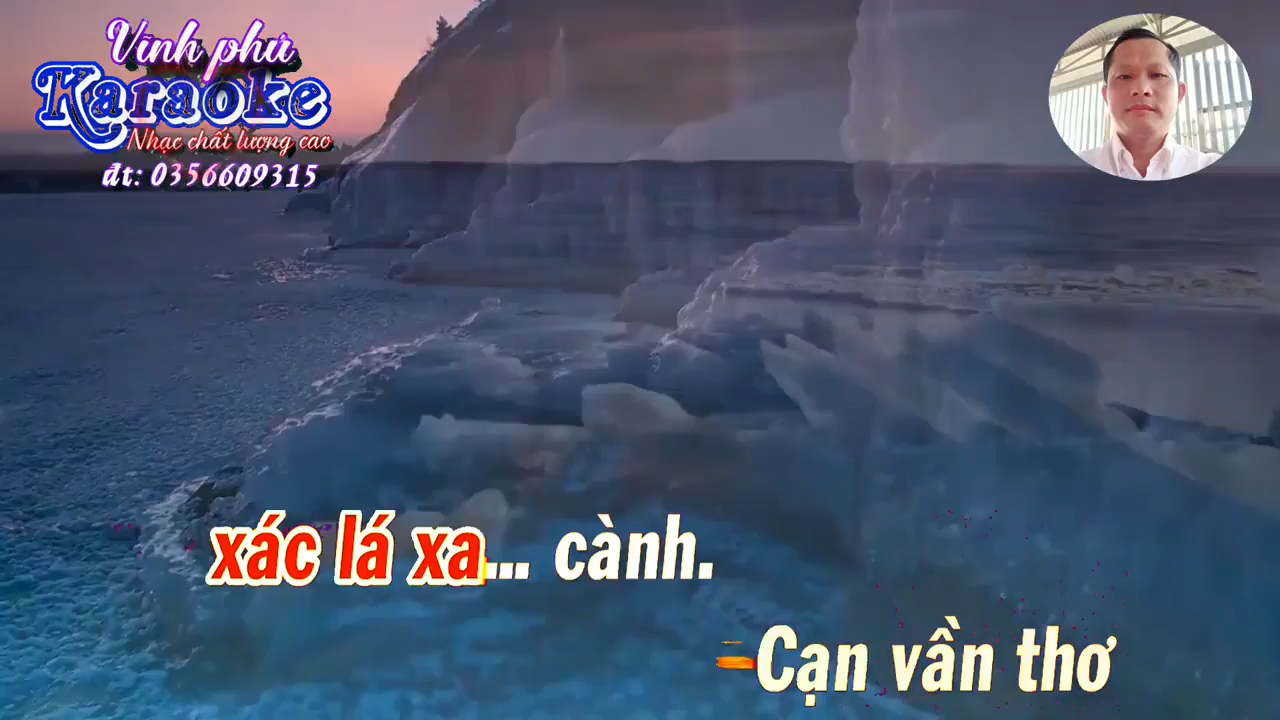 Vĩnh phú
Karaoke
Nhạc chất lượng cao
đt: 0356609315
xác lá xa... cành.
Cạn vần thơ